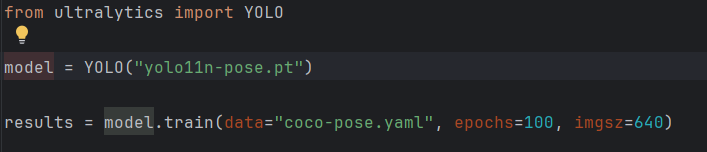 from ultralytics import YOLO
model = YOLO("yolo11n-pose.pt")
results = model.train(data="coco-pose.yaml", epochs=100, imgsz=640)